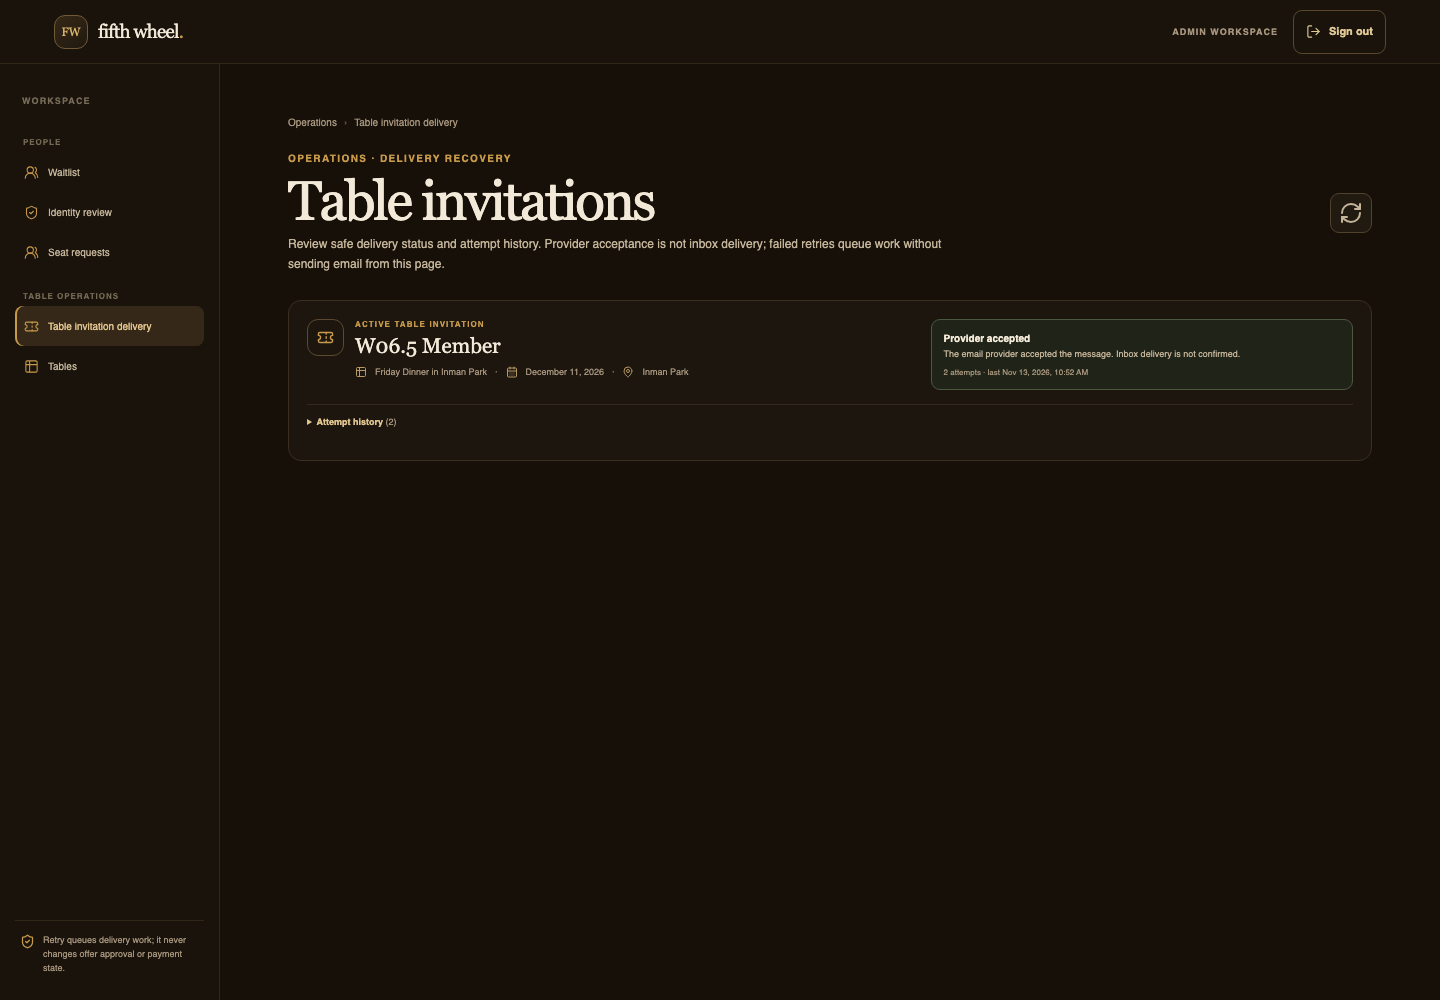 FW
fifth wheel.
ADMIN WORKSPACE
Sign out
WORKSPACE
PEOPLE
Waitlist
Identity review
Seat requests
TABLE OPERATIONS
Table invitation delivery
Tables
Retry queues delivery work; it never
changes offer approval or payment
state.
Operations › Table invitation delivery
OPERATIONS · DELIVERY RECOVERY
Table invitations
Review safe delivery status and attempt history. Provider acceptance is not inbox delivery; failed retries queue work without
sending email from this page.
ACTIVE TABLE INVITATION
W06.5 Member
Friday Dinner in Inman Park · December 11, 2026 · Inman Park
Provider accepted
The email provider accepted the message. Inbox delivery is not confirmed.
2 attempts · last Nov 13, 2026, 10:52 AM
Attempt history (2)